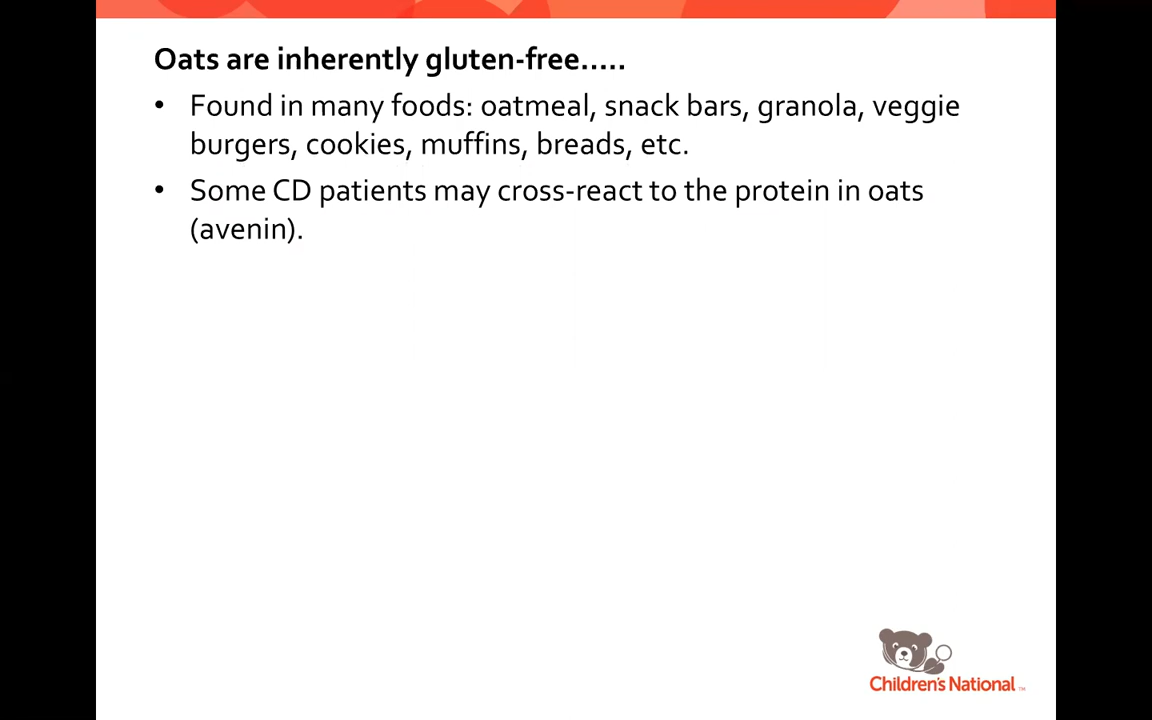 Oats are inherently gluten-free.....
• Found in many foods: oatmeal, snack bars, granola, veggie
burgers, cookies, muffins, breads, etc.
• Some CD patients may cross-react to the protein in oats
(avenin).
Children's National ™